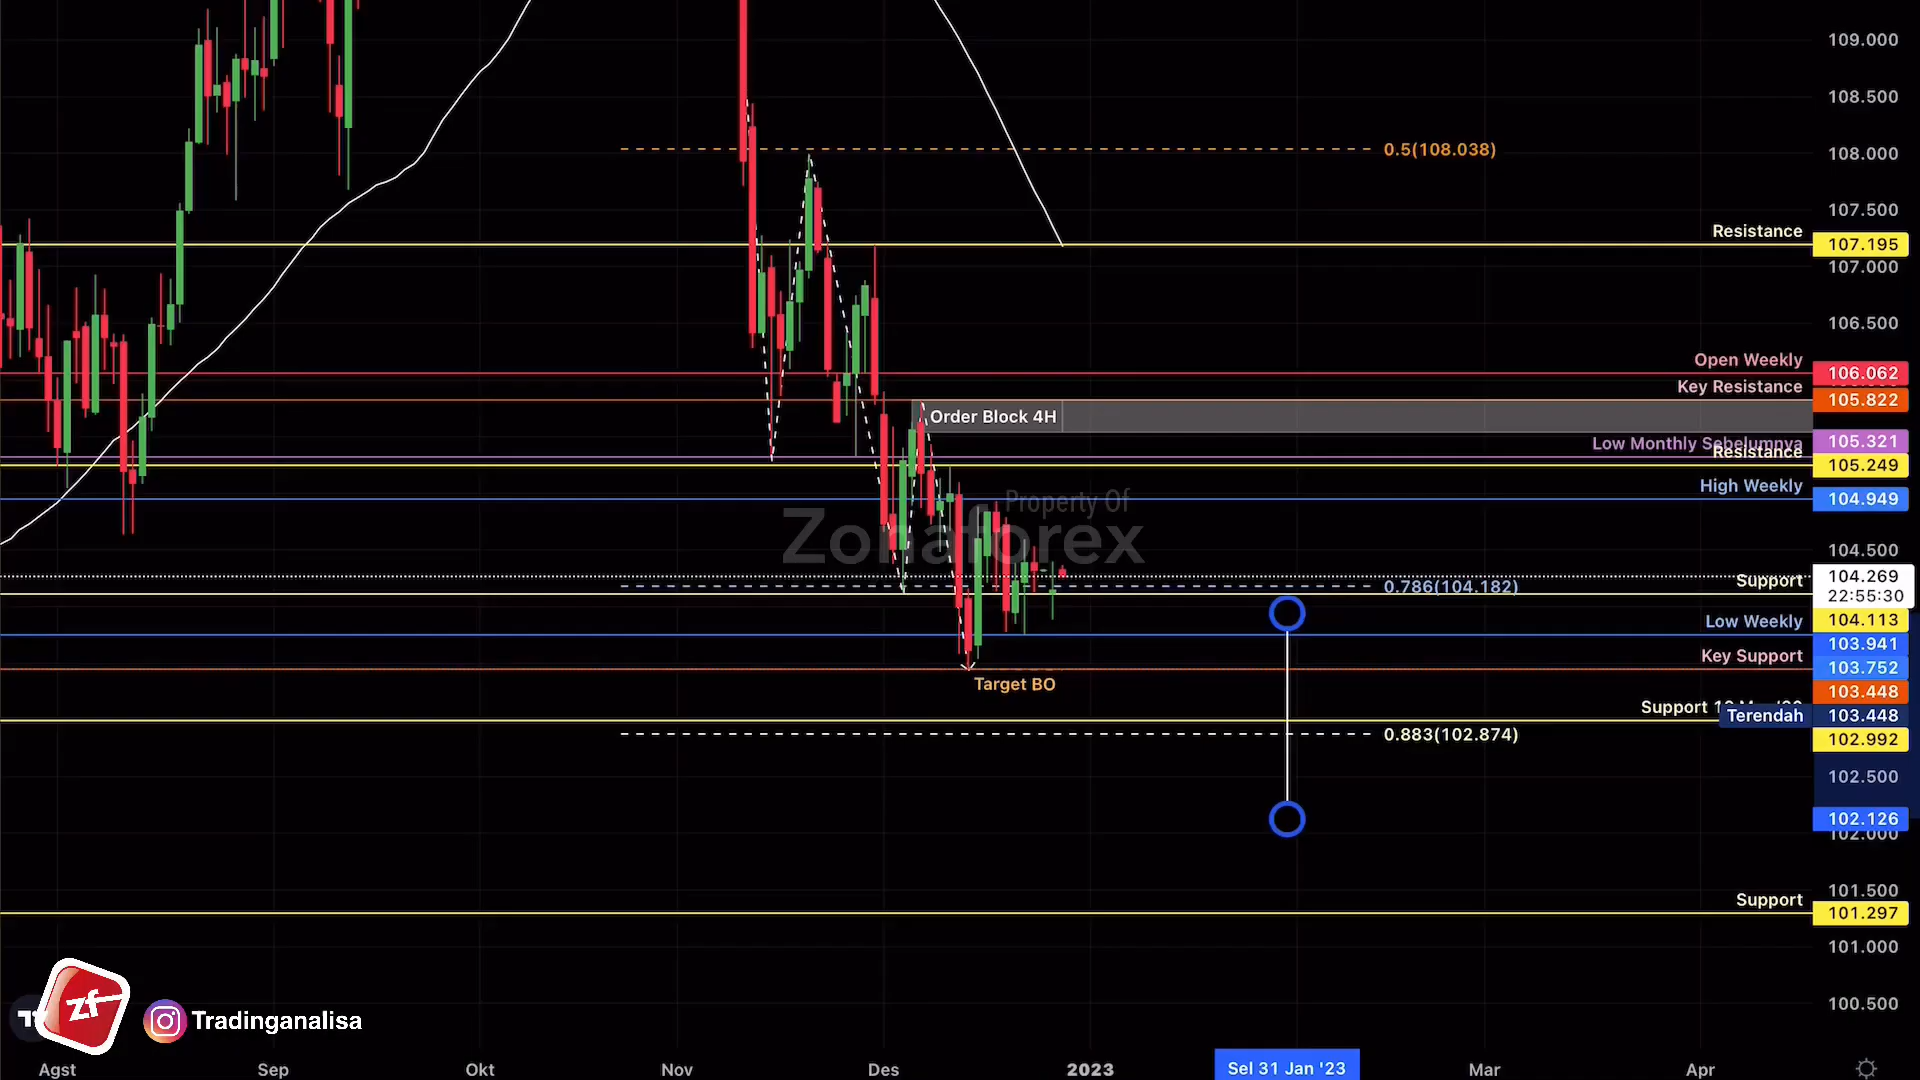 109.000
108.500
0.5(108.038)
108.000
107.500
Resistance
107.195
107.000
106.500
Open Weekly
106.062
Key Resistance
105.822
Order Block 4H
Low Monthly Sebelumnya
105.321
Resistance
105.249
High Weekly
104.949
Property Of
Zonaforex
104.500
0.786(104.182)
Support
104.269
22:55:30
104.113
Low Weekly
103.941
Key Support
103.752
Target BO
103.448
Support
Terendah
103.448
0.883(102.874)
102.992
102.500
102.126
102.000
101.500
Support
101.297
101.000
100.500
zf
Tradinganalisa
Agst
Sep
Okt
Nov
Des
2023
Sel 31 Jan '23
Mar
Apr